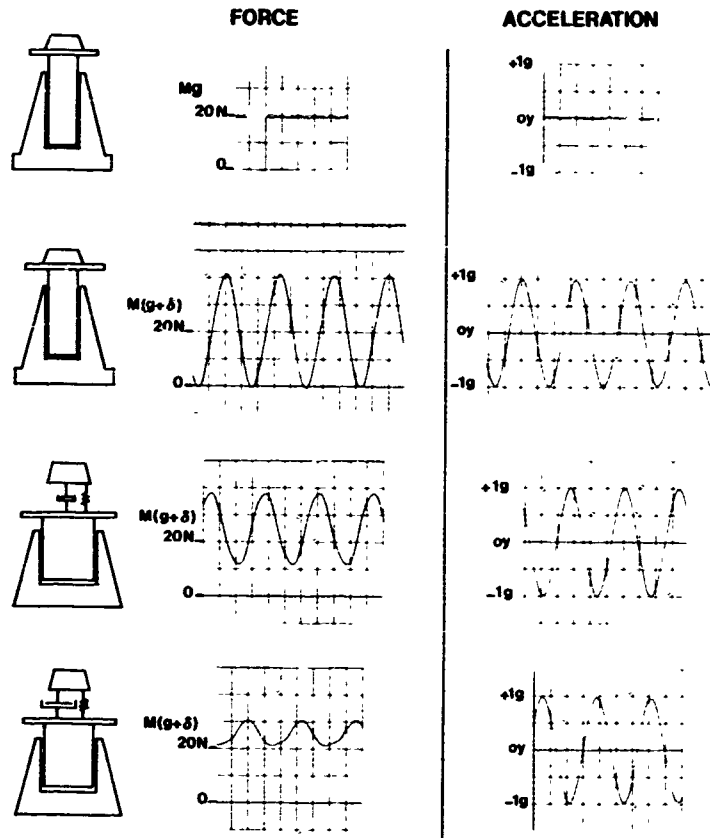 FORCE ACCELERATION
Mg
20N
0
+1g
oy
-1g
M(g+δ)
20N
0
+1g
oy
-1g
M(g+δ)
20N
0
+1g
oy
-1g
M(g+δ)
20N
0
+1g
oy
-1g